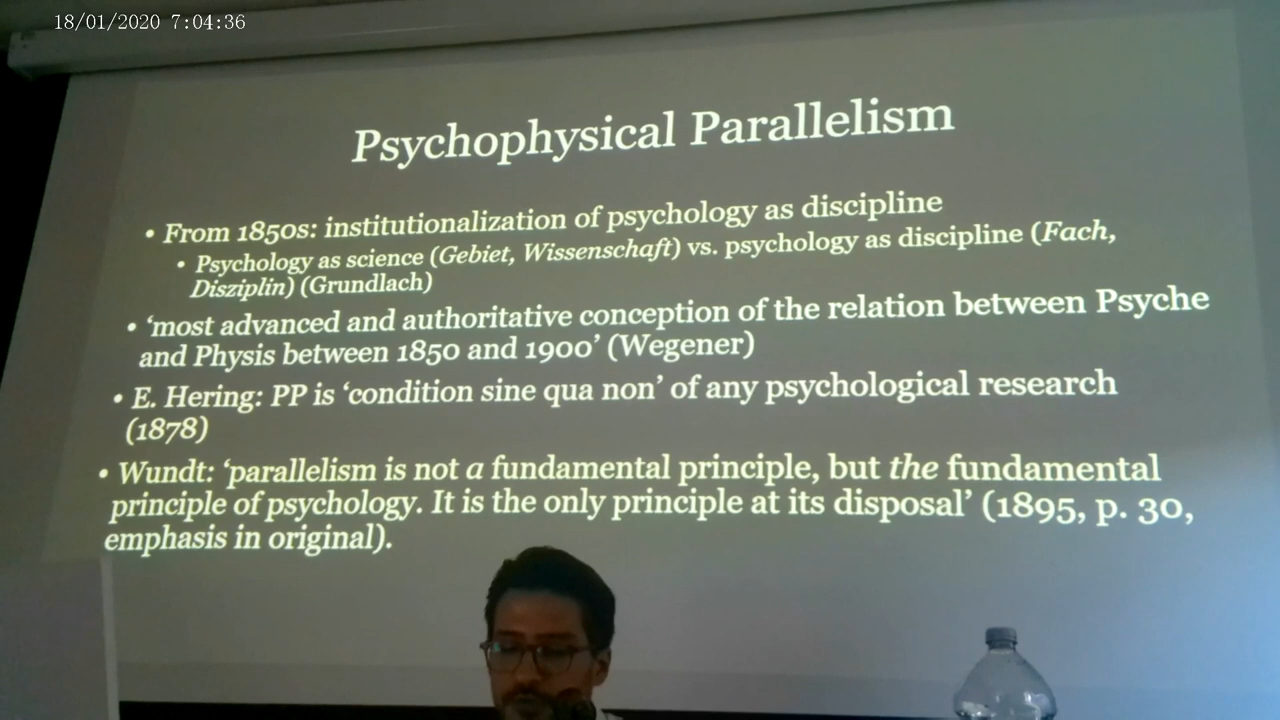 18/01/2020 7:04:36
Psychophysical Parallelism
• From 1850s: institutionalization of psychology as discipline
• Psychology as science (Gebiet, Wissenschaft) vs. psychology as discipline (Fach,
Disziplin) (Grundlach)
• ‘most advanced and authoritative conception of the relation between Psyche
and Physis between 1850 and 1900’ (Wegener)
• E. Hering: PP is ‘condition sine qua non’ of any psychological research
(1878)
• Wundt: ‘parallelism is not a fundamental principle, but the fundamental
principle of psychology. It is the only principle at its disposal’ (1895, p. 30,
emphasis in original).